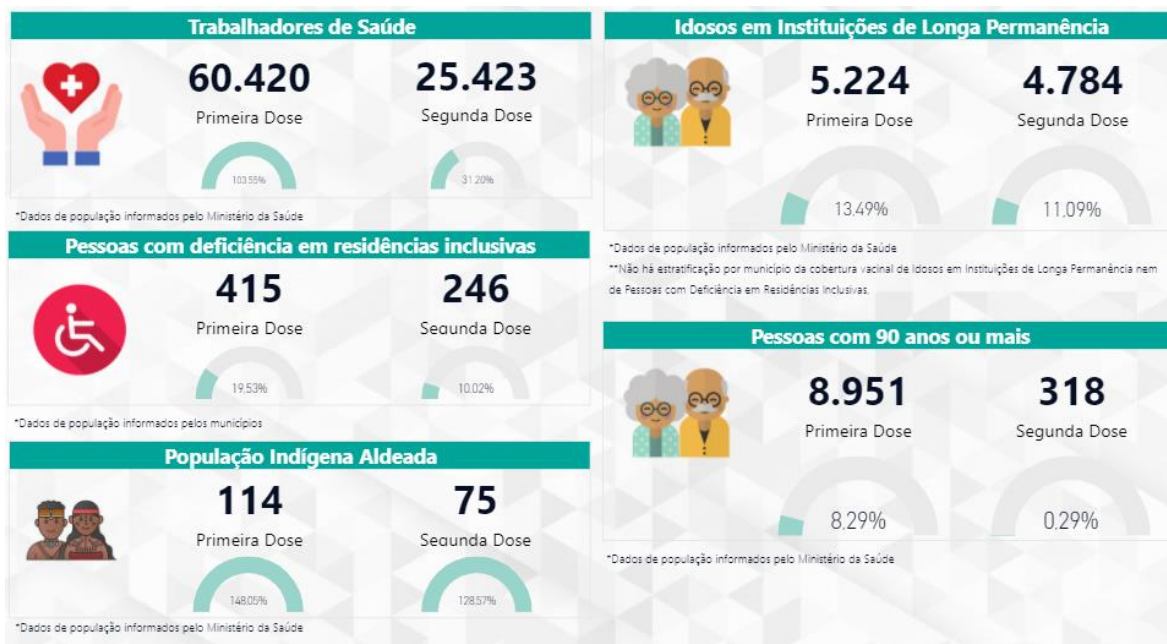 Trabalhadores de Saúde
60.420
25.423
Primeira Dose
Segunda Dose
103.55%
31.20%
*Dados de população informados pelo Ministério da Saúde
Pessoas com deficiência em residências inclusivas
415
246
Primeira Dose
Segunda Dose
19.53%
10.02%
*Dados de população informados pelos municípios
População Indígena Aldeada
114
75
Primeira Dose
Segunda Dose
148.05%
128.57%
*Dados de população informados pelo Ministério da Saúde
Idosos em Instituições de Longa Permanência
5.224
4.784
Primeira Dose
Segunda Dose
13.49%
11.09%
*Dados de população informados pelo Ministério da Saúde
**Não há estratificação por município da cobertura vacinal de Idosos em Instituições de Longa Permanência nem
de Pessoas com Deficiência em Residências Inclusivas.
Pessoas com 90 anos ou mais
8.951
318
Primeira Dose
Segunda Dose
8.29%
0.29%
*Dados de população informados pelo Ministério da Saúde